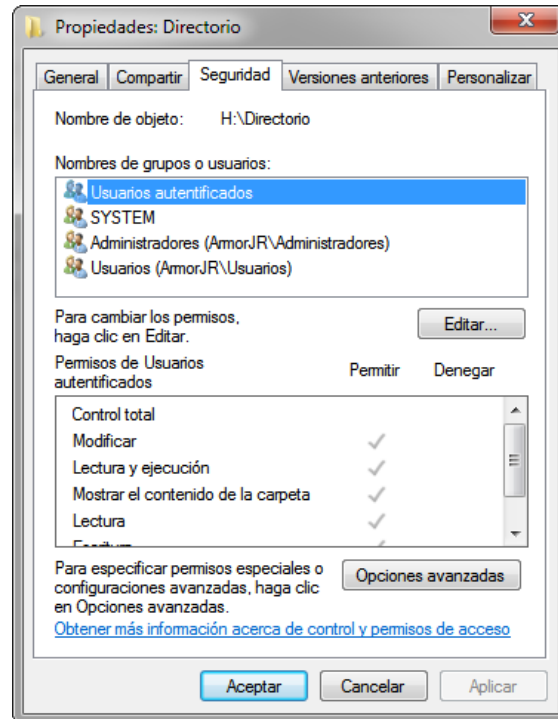 Propiedades: Directorio
General Compartir Seguridad Versiones anteriores Personalizar
Nombre de objeto: H:\Directorio
Nombres de grupos o usuarios:
Usuarios autentificados
SYSTEM
Administradores (ArmorJR\Administradores)
Usuarios (ArmorJR\Usuarios)
Para cambiar los permisos,
haga clic en Editar.
Editar...
Permisos de Usuarios
autentificados
Permitir Denegar
Control total
Modificar
Lectura y ejecución
Mostrar el contenido de la carpeta
Lectura
Escritura
Para especificar permisos especiales o
configuraciones avanzadas, haga clic
en Opciones avanzadas.
Opciones avanzadas
Obtener más información acerca de control y permisos de acceso
Aceptar Cancelar Aplicar